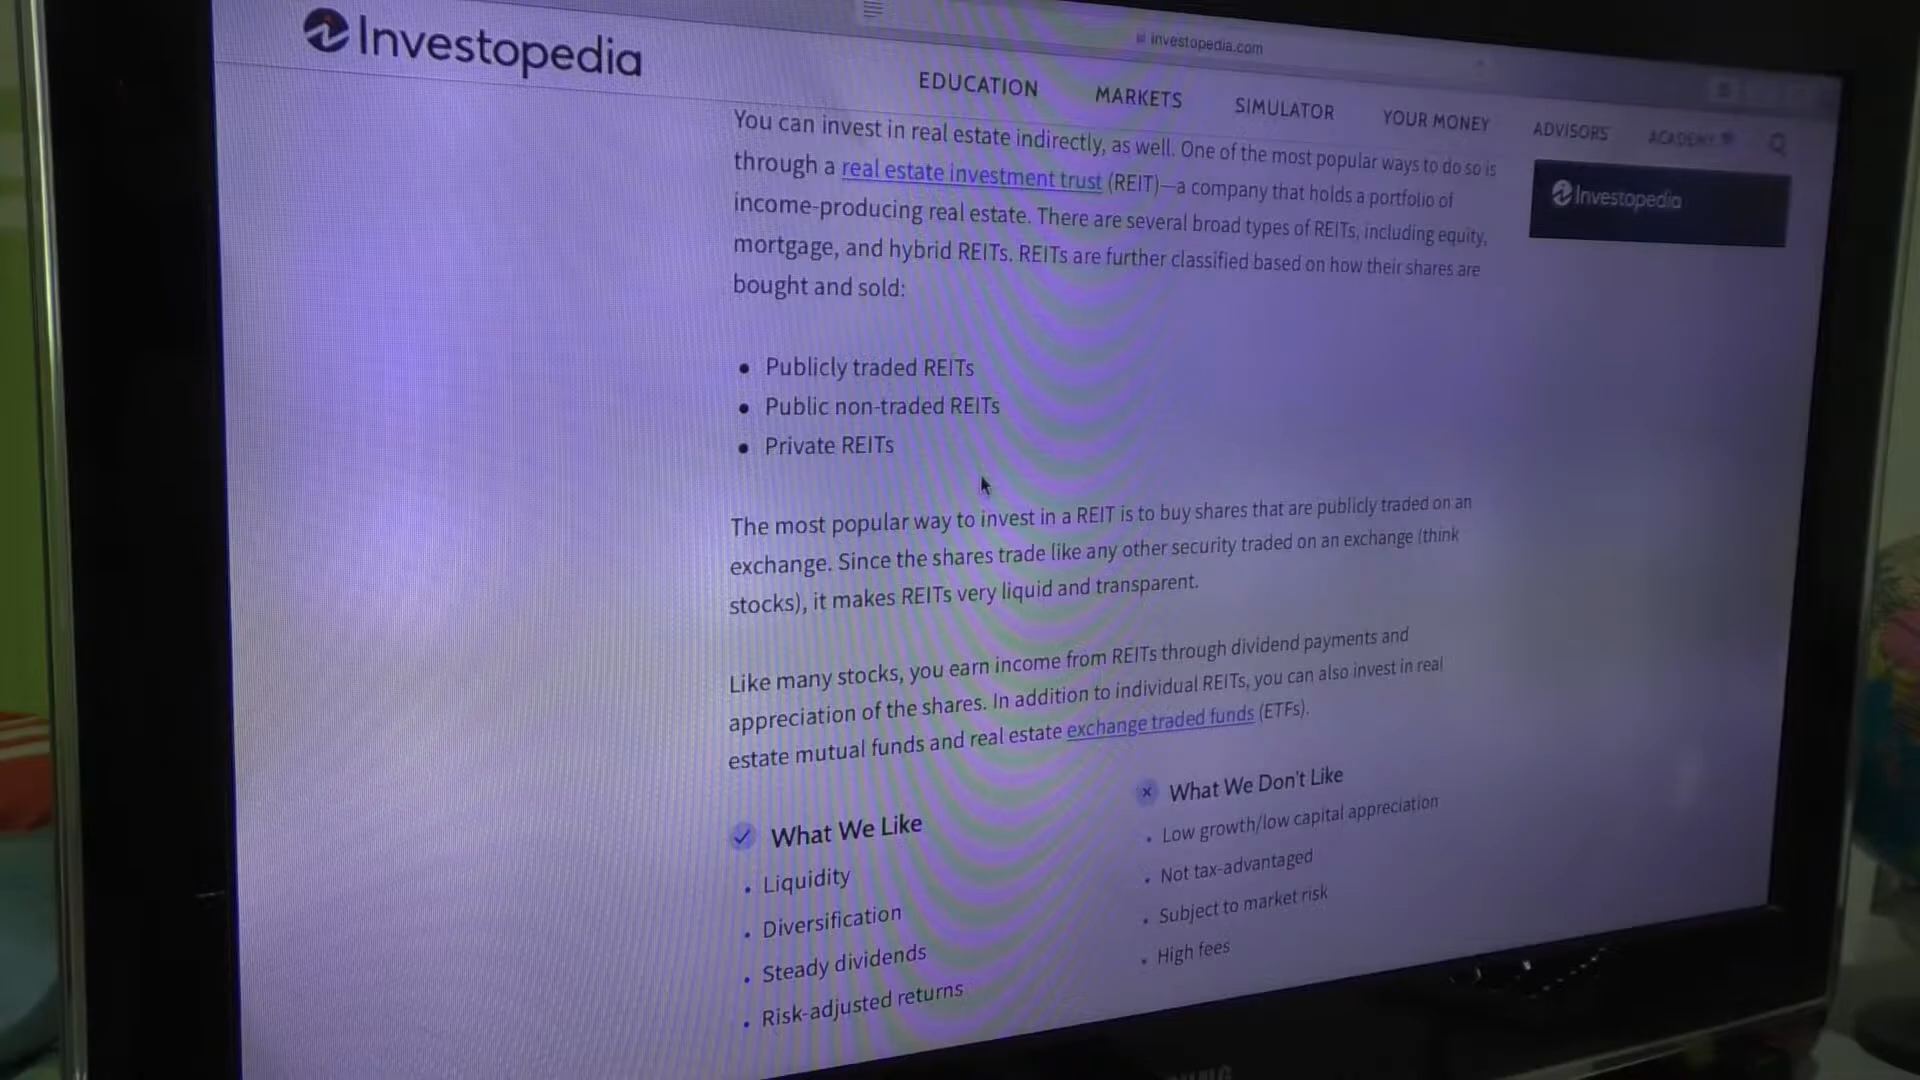 Investopedia
investopedia.com
EDUCATION
MARKETS
SIMULATOR
YOUR MONEY
ADVISORS
ACADEMY
You can invest in real estate indirectly, as well. One of the most popular ways to do so is
through a real estate investment trust (REIT)—a company that holds a portfolio of
income-producing real estate. There are several broad types of REITs, including equity,
mortgage, and hybrid REITs. REITs are further classified based on how their shares are
bought and sold:
Investopedia
• Publicly traded REITs
• Public non-traded REITs
• Private REITs
The most popular way to invest in a REIT is to buy shares that are publicly traded on an
exchange. Since the shares trade like any other security traded on an exchange (think
stocks), it makes REITs very liquid and transparent.
Like many stocks, you earn income from REITs through dividend payments and
appreciation of the shares. In addition to individual REITs, you can also invest in real
estate mutual funds and real estate exchange traded funds (ETFs).
What We Like
• Liquidity
• Diversification
• Steady dividends
• Risk-adjusted returns
What We Don't Like
• Low growth/low capital appreciation
• Not tax-advantaged
• Subject to market risk
• High fees